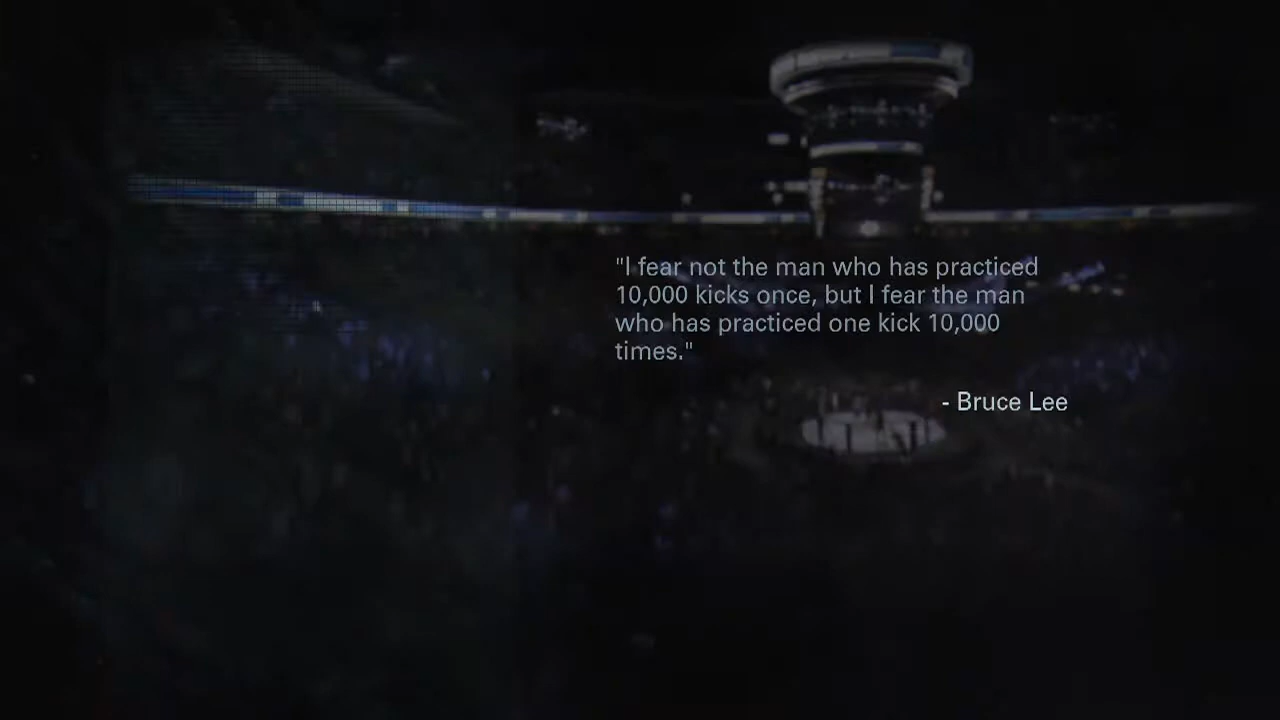 "I fear not the man who has practiced
10,000 kicks once, but I fear the man
who has practiced one kick 10,000
times."
- Bruce Lee